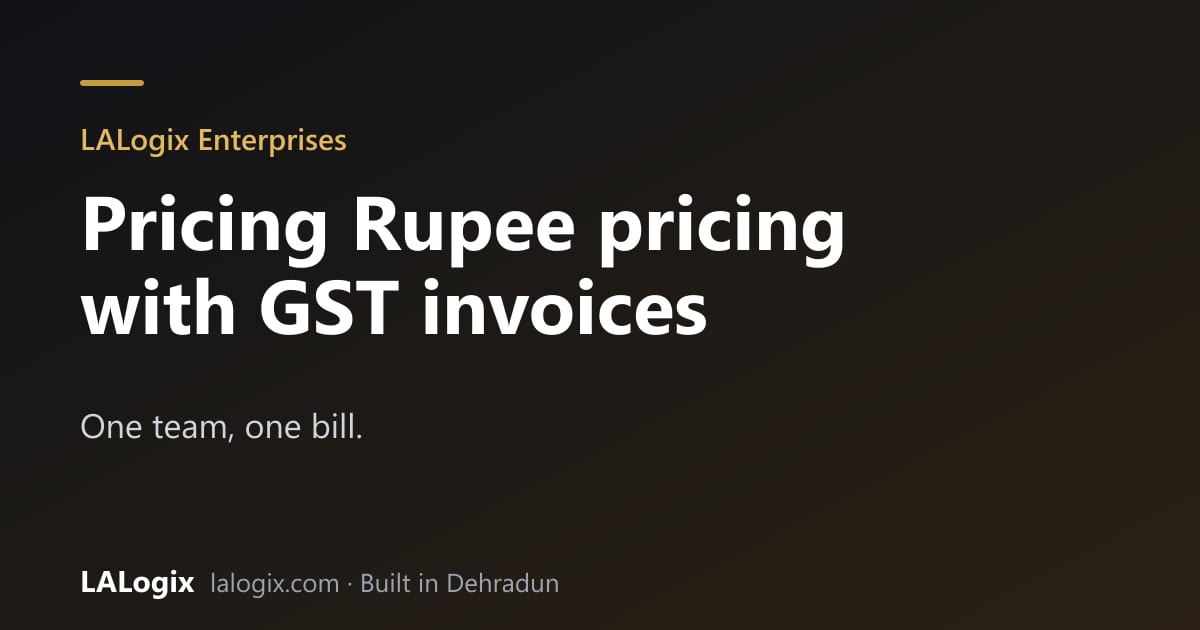 LALogix Enterprises
Pricing Rupee pricing
with GST invoices
One team, one bill.
LALogix lalogix.com · Built in Dehradun